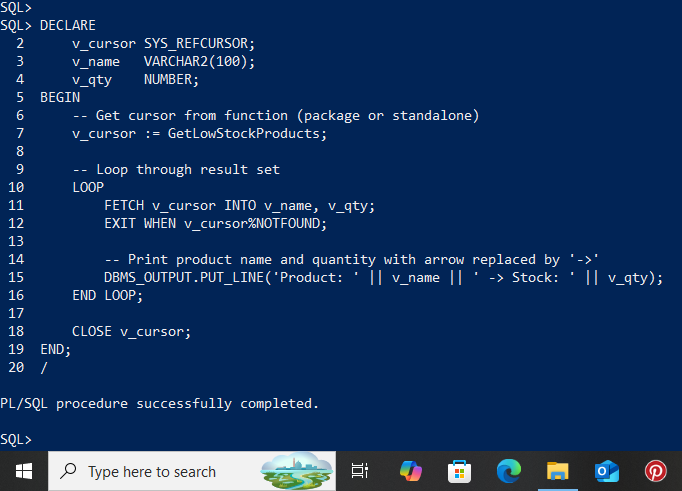 SQL>
SQL> DECLARE
  2      v_cursor SYS_REFCURSOR;
  3      v_name   VARCHAR2(100);
  4      v_qty    NUMBER;
  5  BEGIN
  6      -- Get cursor from function (package or standalone)
  7      v_cursor := GetLowStockProducts;
  8
  9      -- Loop through result set
 10      LOOP
 11          FETCH v_cursor INTO v_name, v_qty;
 12          EXIT WHEN v_cursor%NOTFOUND;
 13
 14          -- Print product name and quantity with arrow replaced by '->'
 15          DBMS_OUTPUT.PUT_LINE('Product: ' || v_name || ' -> Stock: ' || v_qty);
 16      END LOOP;
 17
 18      CLOSE v_cursor;
 19  END;
 20  /
PL/SQL procedure successfully completed.
SQL>
Type here to search